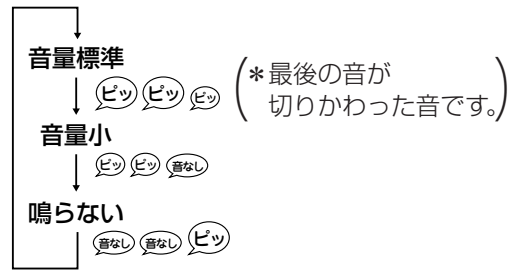 音量標準
ピッ ピッ ピッ
(*最後の音が
切りかわった音です。)
音量小
ピッ ピッ 音なし
鳴らない
音なし 音なし ピッ